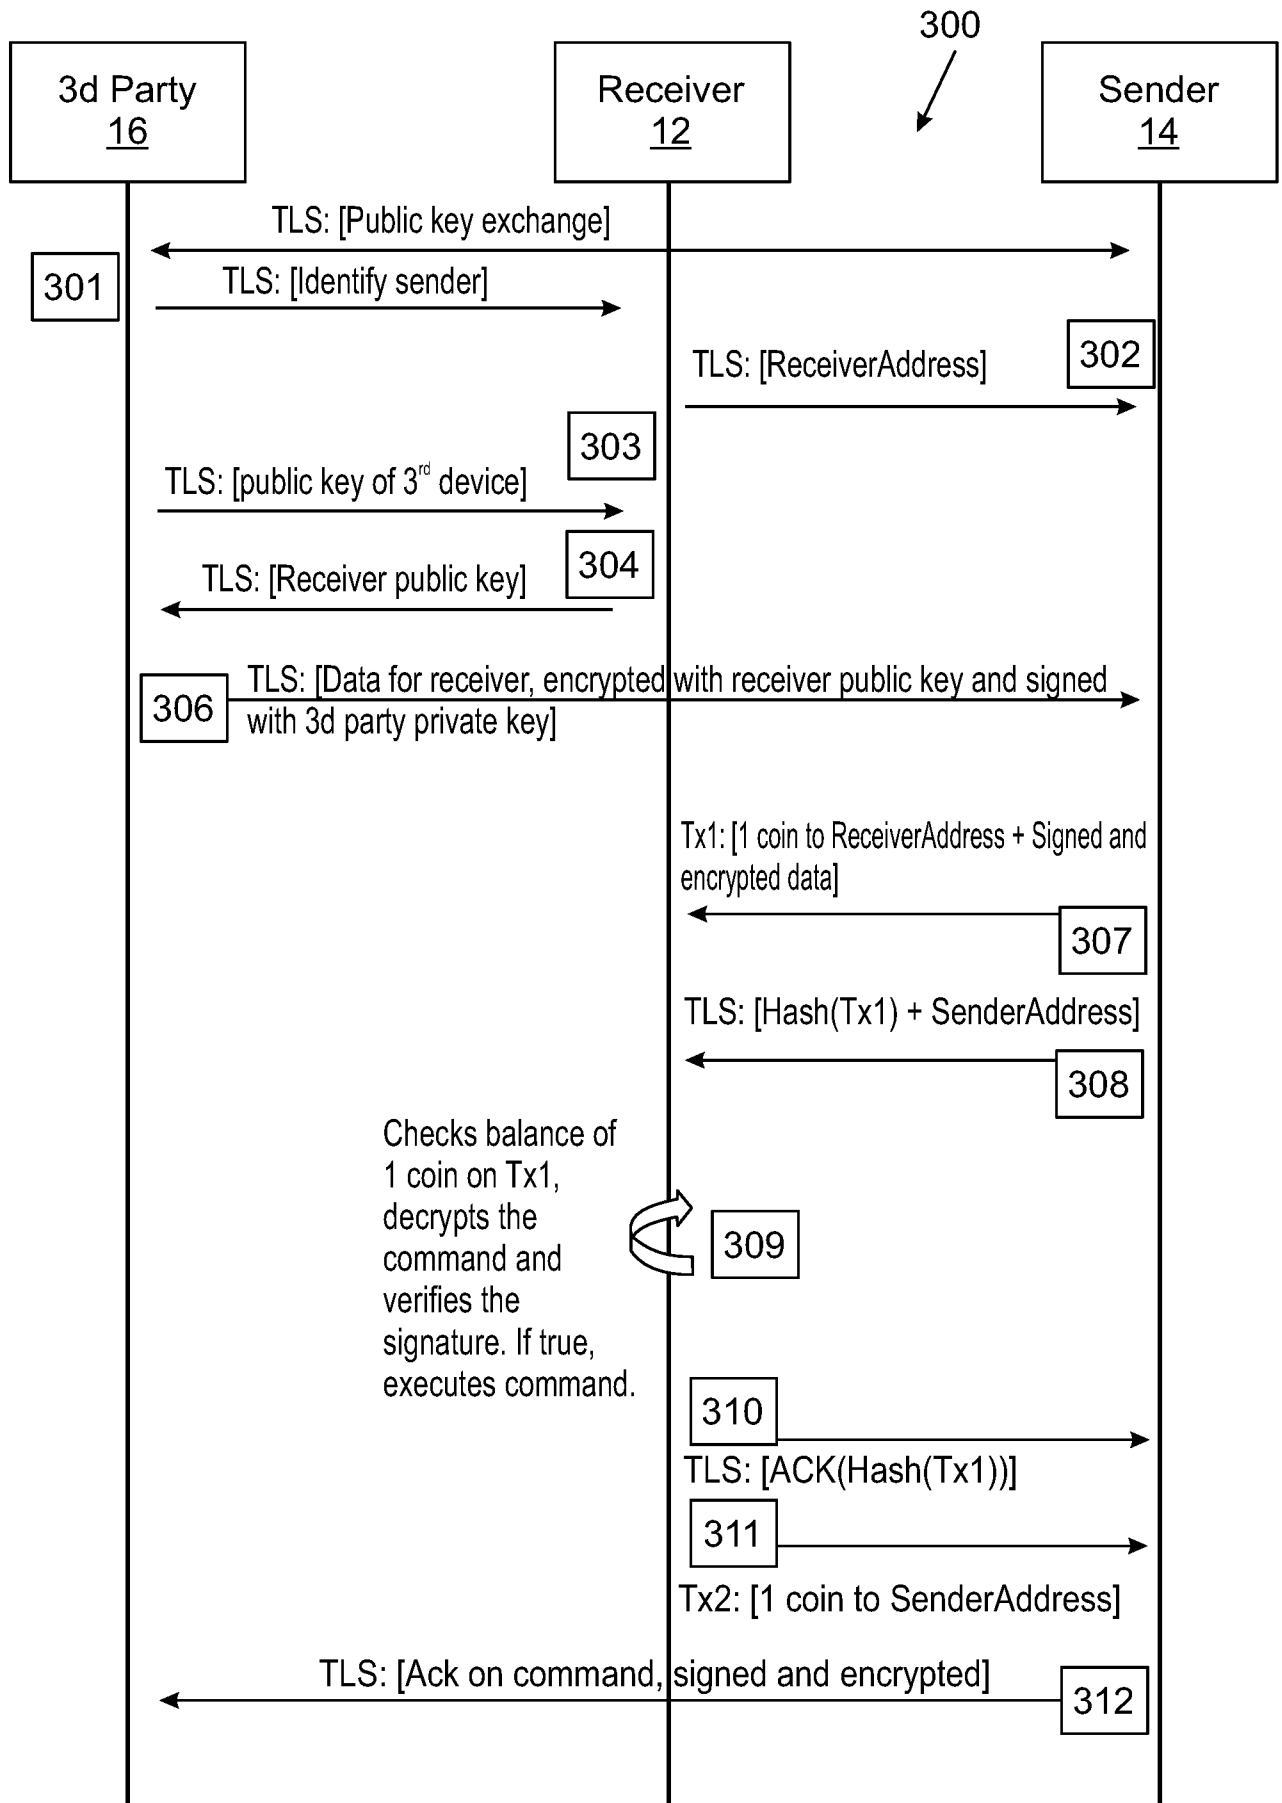 300
3d Party
16
Receiver
12
Sender
14
TLS: [Public key exchange]
301
TLS: [Identify sender]
302
TLS: [ReceiverAddress]
303
TLS: [public key of 3rd device]
304
TLS: [Receiver public key]
306
TLS: [Data for receiver, encrypted with receiver public key and signed
with 3d party private key]
Tx1: [1 coin to ReceiverAddress + Signed and
encrypted data]
307
TLS: [Hash(Tx1) + SenderAddress]
308
Checks balance of
1 coin on Tx1,
decrypts the
command and
verifies the
signature. If true,
executes command.
309
310
TLS: [ACK(Hash(Tx1))]
311
Tx2: [1 coin to SenderAddress]
TLS: [Ack on command, signed and encrypted]
312